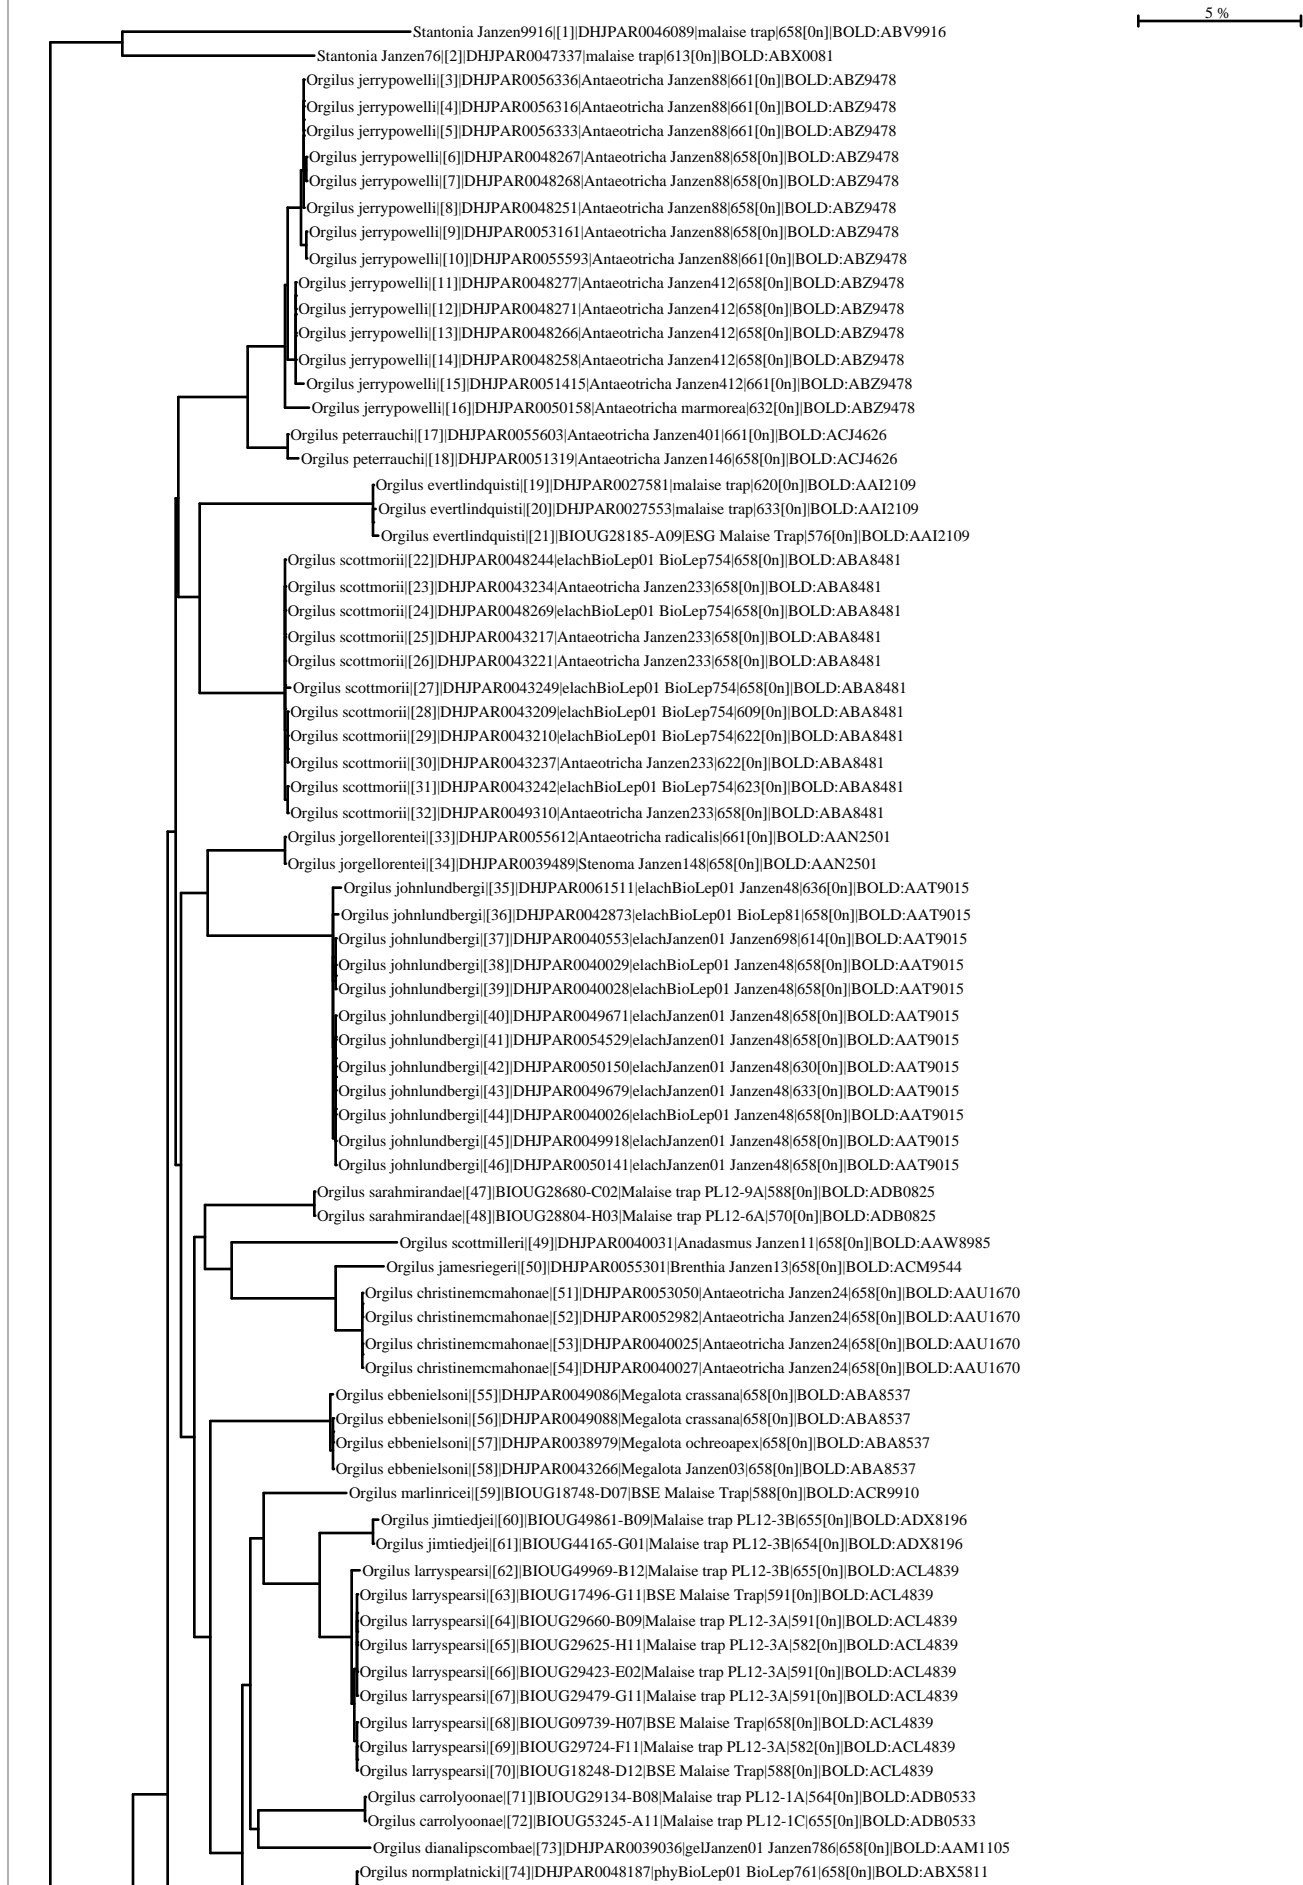 5 %
Stantonia Janzen9916|[1]|DHJPAR0046089|malaise trap|658[0n]|BOLD:ABV9916
Stantonia Janzen76|[2]|DHJPAR0047337|malaise trap|613[0n]|BOLD:ABX0081
Orgilus jerrypowelli|[3]|DHJPAR0056336|Antaeotricha Janzen88|661[0n]|BOLD:ABZ9478
Orgilus jerrypowelli|[4]|DHJPAR0056316|Antaeotricha Janzen88|661[0n]|BOLD:ABZ9478
Orgilus jerrypowelli|[5]|DHJPAR0056333|Antaeotricha Janzen88|661[0n]|BOLD:ABZ9478
Orgilus jerrypowelli|[6]|DHJPAR0048267|Antaeotricha Janzen88|658[0n]|BOLD:ABZ9478
Orgilus jerrypowelli|[7]|DHJPAR0048268|Antaeotricha Janzen88|658[0n]|BOLD:ABZ9478
Orgilus jerrypowelli|[8]|DHJPAR0048251|Antaeotricha Janzen88|658[0n]|BOLD:ABZ9478
Orgilus jerrypowelli|[9]|DHJPAR0053161|Antaeotricha Janzen88|658[0n]|BOLD:ABZ9478
Orgilus jerrypowelli|[10]|DHJPAR0055593|Antaeotricha Janzen88|661[0n]|BOLD:ABZ9478
Orgilus jerrypowelli|[11]|DHJPAR0048277|Antaeotricha Janzen412|658[0n]|BOLD:ABZ9478
Orgilus jerrypowelli|[12]|DHJPAR0048271|Antaeotricha Janzen412|658[0n]|BOLD:ABZ9478
Orgilus jerrypowelli|[13]|DHJPAR0048266|Antaeotricha Janzen412|658[0n]|BOLD:ABZ9478
Orgilus jerrypowelli|[14]|DHJPAR0048258|Antaeotricha Janzen412|658[0n]|BOLD:ABZ9478
Orgilus jerrypowelli|[15]|DHJPAR0051415|Antaeotricha Janzen412|661[0n]|BOLD:ABZ9478
Orgilus jerrypowelli|[16]|DHJPAR0050158|Antaeotricha marmorea|632[0n]|BOLD:ABZ9478
Orgilus peterrauchi|[17]|DHJPAR0055603|Antaeotricha Janzen401|661[0n]|BOLD:ACJ4626
Orgilus peterrauchi|[18]|DHJPAR0051319|Antaeotricha Janzen146|658[0n]|BOLD:ACJ4626
Orgilus evertlindquisti|[19]|DHJPAR0027581|malaise trap|620[0n]|BOLD:AAI2109
Orgilus evertlindquisti|[20]|DHJPAR0027553|malaise trap|633[0n]|BOLD:AAI2109
Orgilus evertlindquisti|[21]|BIOUG28185-A09|ESG Malaise Trap|576[0n]|BOLD:AAI2109
Orgilus scottmorii|[22]|DHJPAR0048244|elachBioLep01 BioLep754|658[0n]|BOLD:ABA8481
Orgilus scottmorii|[23]|DHJPAR0043234|Antaeotricha Janzen233|658[0n]|BOLD:ABA8481
Orgilus scottmorii|[24]|DHJPAR0048269|elachBioLep01 BioLep754|658[0n]|BOLD:ABA8481
Orgilus scottmorii|[25]|DHJPAR0043217|Antaeotricha Janzen233|658[0n]|BOLD:ABA8481
Orgilus scottmorii|[26]|DHJPAR0043221|Antaeotricha Janzen233|658[0n]|BOLD:ABA8481
Orgilus scottmorii|[27]|DHJPAR0043249|elachBioLep01 BioLep754|658[0n]|BOLD:ABA8481
Orgilus scottmorii|[28]|DHJPAR0043209|elachBioLep01 BioLep754|609[0n]|BOLD:ABA8481
Orgilus scottmorii|[29]|DHJPAR0043210|elachBioLep01 BioLep754|622[0n]|BOLD:ABA8481
Orgilus scottmorii|[30]|DHJPAR0043237|Antaeotricha Janzen233|622[0n]|BOLD:ABA8481
Orgilus scottmorii|[31]|DHJPAR0043242|elachBioLep01 BioLep754|623[0n]|BOLD:ABA8481
Orgilus scottmorii|[32]|DHJPAR0049310|Antaeotricha Janzen233|658[0n]|BOLD:ABA8481
Orgilus jorgellorentei|[33]|DHJPAR0055612|Antaeotricha radicalis|661[0n]|BOLD:AAN2501
Orgilus jorgellorentei|[34]|DHJPAR0039489|Stenoma Janzen148|658[0n]|BOLD:AAN2501
Orgilus johnlundbergi|[35]|DHJPAR0061511|elachBioLep01 Janzen48|636[0n]|BOLD:AAT9015
Orgilus johnlundbergi|[36]|DHJPAR0042873|elachBioLep01 BioLep81|658[0n]|BOLD:AAT9015
Orgilus johnlundbergi|[37]|DHJPAR0040553|elachJanzen01 Janzen698|614[0n]|BOLD:AAT9015
Orgilus johnlundbergi|[38]|DHJPAR0040029|elachBioLep01 Janzen48|658[0n]|BOLD:AAT9015
Orgilus johnlundbergi|[39]|DHJPAR0040028|elachBioLep01 Janzen48|658[0n]|BOLD:AAT9015
Orgilus johnlundbergi|[40]|DHJPAR0049671|elachJanzen01 Janzen48|658[0n]|BOLD:AAT9015
Orgilus johnlundbergi|[41]|DHJPAR0054529|elachJanzen01 Janzen48|658[0n]|BOLD:AAT9015
Orgilus johnlundbergi|[42]|DHJPAR0050150|elachJanzen01 Janzen48|630[0n]|BOLD:AAT9015
Orgilus johnlundbergi|[43]|DHJPAR0049679|elachJanzen01 Janzen48|633[0n]|BOLD:AAT9015
Orgilus johnlundbergi|[44]|DHJPAR0040026|elachBioLep01 Janzen48|658[0n]|BOLD:AAT9015
Orgilus johnlundbergi|[45]|DHJPAR0049918|elachJanzen01 Janzen48|658[0n]|BOLD:AAT9015
Orgilus johnlundbergi|[46]|DHJPAR0050141|elachJanzen01 Janzen48|658[0n]|BOLD:AAT9015
Orgilus sarahmirandae|[47]|BIOUG28680-C02|Malaise trap PL12-9A|588[0n]|BOLD:ADB0825
Orgilus sarahmirandae|[48]|BIOUG28804-H03|Malaise trap PL12-6A|570[0n]|BOLD:ADB0825
Orgilus scottmilleri|[49]|DHJPAR0040031|Anadasmus Janzen11|658[0n]|BOLD:AAW8985
Orgilus jamesriegeri|[50]|DHJPAR0055301|Brenthia Janzen13|658[0n]|BOLD:ACM9544
Orgilus christinemcmahonae|[51]|DHJPAR0053050|Antaeotricha Janzen24|658[0n]|BOLD:AAU1670
Orgilus christinemcmahonae|[52]|DHJPAR0052982|Antaeotricha Janzen24|658[0n]|BOLD:AAU1670
Orgilus christinemcmahonae|[53]|DHJPAR0040025|Antaeotricha Janzen24|658[0n]|BOLD:AAU1670
Orgilus christinemcmahonae|[54]|DHJPAR0040027|Antaeotricha Janzen24|658[0n]|BOLD:AAU1670
Orgilus ebbenielsoni|[55]|DHJPAR0049086|Megalota crassana|658[0n]|BOLD:ABA8537
Orgilus ebbenielsoni|[56]|DHJPAR0049088|Megalota crassana|658[0n]|BOLD:ABA8537
Orgilus ebbenielsoni|[57]|DHJPAR0038979|Megalota ochreoapex|658[0n]|BOLD:ABA8537
Orgilus ebbenielsoni|[58]|DHJPAR0043266|Megalota Janzen03|658[0n]|BOLD:ABA8537
Orgilus marlinricei|[59]|BIOUG18748-D07|BSE Malaise Trap|588[0n]|BOLD:ACR9910
Orgilus jimtiedjei|[60]|BIOUG49861-B09|Malaise trap PL12-3B|655[0n]|BOLD:ADX8196
Orgilus jimtiedjei|[61]|BIOUG44165-G01|Malaise trap PL12-3B|654[0n]|BOLD:ADX8196
Orgilus larryspearsi|[62]|BIOUG49969-B12|Malaise trap PL12-3B|655[0n]|BOLD:ACL4839
Orgilus larryspearsi|[63]|BIOUG17496-G11|BSE Malaise Trap|591[0n]|BOLD:ACL4839
Orgilus larryspearsi|[64]|BIOUG29660-B09|Malaise trap PL12-3A|591[0n]|BOLD:ACL4839
Orgilus larryspearsi|[65]|BIOUG29625-H11|Malaise trap PL12-3A|582[0n]|BOLD:ACL4839
Orgilus larryspearsi|[66]|BIOUG29423-E02|Malaise trap PL12-3A|591[0n]|BOLD:ACL4839
Orgilus larryspearsi|[67]|BIOUG29479-G11|Malaise trap PL12-3A|591[0n]|BOLD:ACL4839
Orgilus larryspearsi|[68]|BIOUG09739-H07|BSE Malaise Trap|658[0n]|BOLD:ACL4839
Orgilus larryspearsi|[69]|BIOUG29724-F11|Malaise trap PL12-3A|582[0n]|BOLD:ACL4839
Orgilus larryspearsi|[70]|BIOUG18248-D12|BSE Malaise Trap|588[0n]|BOLD:ACL4839
Orgilus carrolyoonae|[71]|BIOUG29134-B08|Malaise trap PL12-1A|564[0n]|BOLD:ADB0533
Orgilus carrolyoonae|[72]|BIOUG53245-A11|Malaise trap PL12-1C|655[0n]|BOLD:ADB0533
Orgilus dianalipscombae|[73]|DHJPAR0039036|gelJanzen01 Janzen786|658[0n]|BOLD:AAM1105
Orgilus normplatnicki|[74]|DHJPAR0048187|phyBioLep01 BioLep761|658[0n]|BOLD:ABX5811